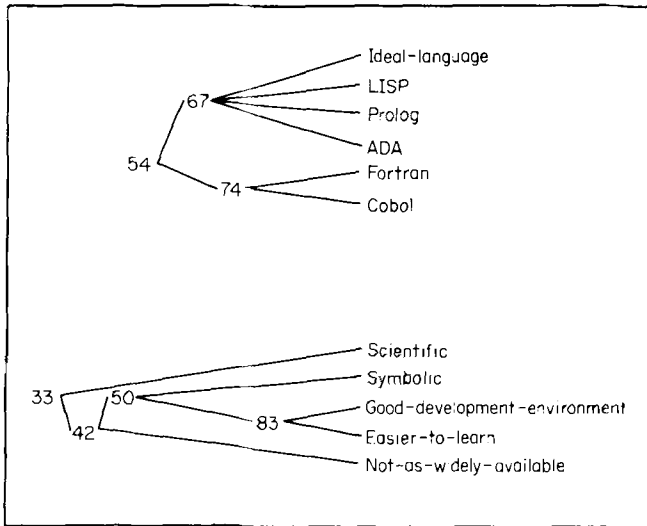 Ideal-language
LISP
67
Prolog
ADA
54
Fortran
74
Cobol
Scientific
Symbolic
33
50
Good-development-environment
83
42
Easier-to-learn
Not-as-widely-available